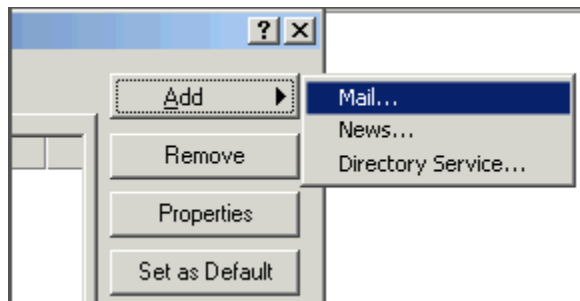 Add
Mail...
News...
Directory Service...
Remove
Properties
Set as Default